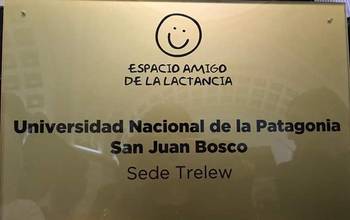 ESPACIO AMIGO
DE LA LACTANCIA
Universidad Nacional de la Patagonia
San Juan Bosco
Sede Trelew